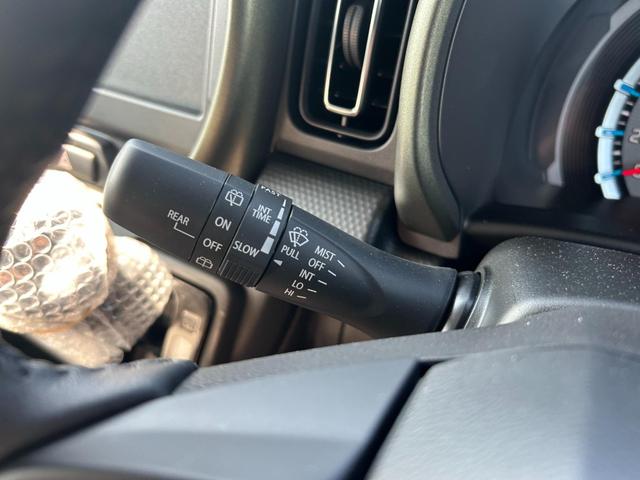 REAR
ON
OFF
FAST
INT
TIME
SLOW
PULL
MIST
OFF
INT
LO
HI